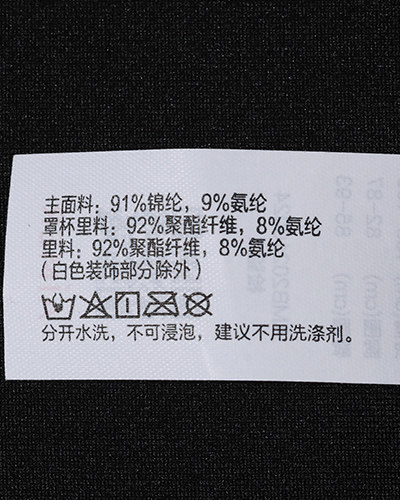 主面料：91%锦纶，9%氨纶
罩杯里料：92%聚酯纤维，8%氨纶
里料：92%聚酯纤维，8%氨纶
(白色装饰部分除外)
分开水洗，不可浸泡，建议不用洗涤剂。